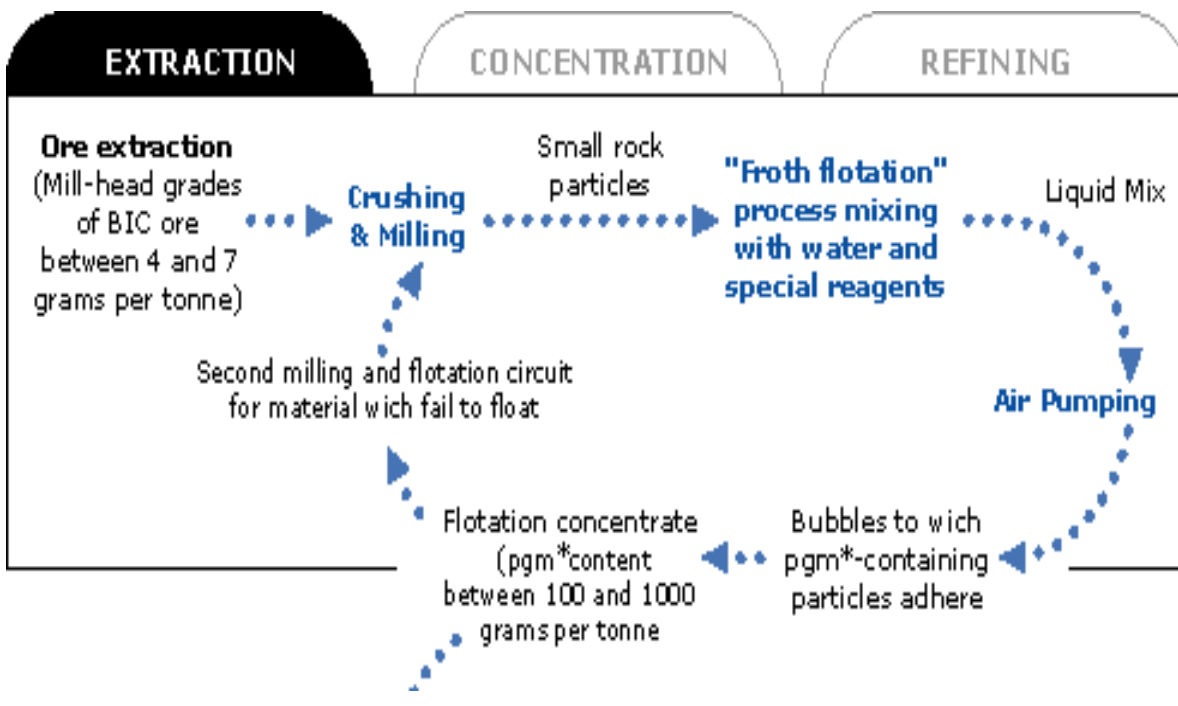 EXTRACTION
CONCENTRATION
REFINING
Ore extraction
(Mill-head grades
of BIC ore
between 4 and 7
grams per tonne)
Crushing
& Milling
Small rock
particles
"Froth flotation"
process mixing
with water and
special reagents
Liquid Mix
Air Pumping
Bubbles to wich
pgm*-containing
particles adhere
Flotation concentrate
(pgm*content
between 100 and 1000
grams per tonne
Second milling and flotation circuit
for material wich fail to float